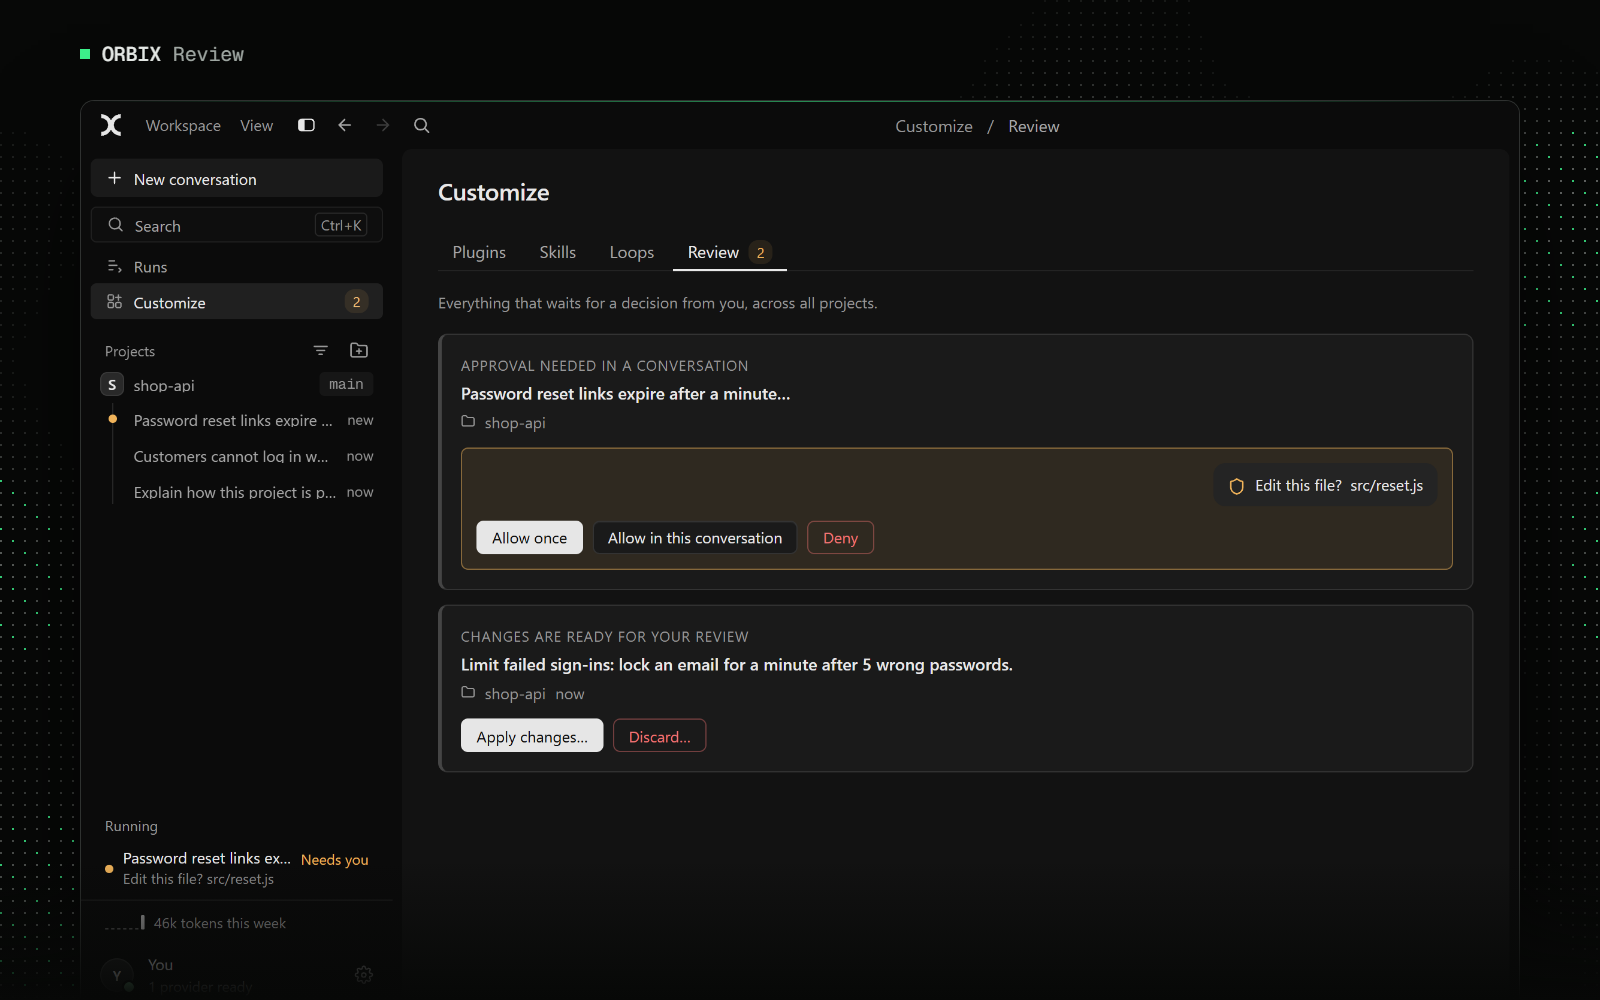 ORBIX Review
Workspace View
Customize / Review
New conversation
Search Ctrl+K
Runs
Customize 2
Projects
S shop-api main
Password reset links expire ... new
Customers cannot log in w... now
Explain how this project is p... now
Running
Password reset links ex... Needs you
Edit this file? src/reset.js
46k tokens this week
Y You
1 provider ready
Customize
Plugins Skills Loops Review 2
Everything that waits for a decision from you, across all projects.
APPROVAL NEEDED IN A CONVERSATION
Password reset links expire after a minute...
shop-api
Edit this file? src/reset.js
Allow once Allow in this conversation Deny
CHANGES ARE READY FOR YOUR REVIEW
Limit failed sign-ins: lock an email for a minute after 5 wrong passwords.
shop-api now
Apply changes... Discard...